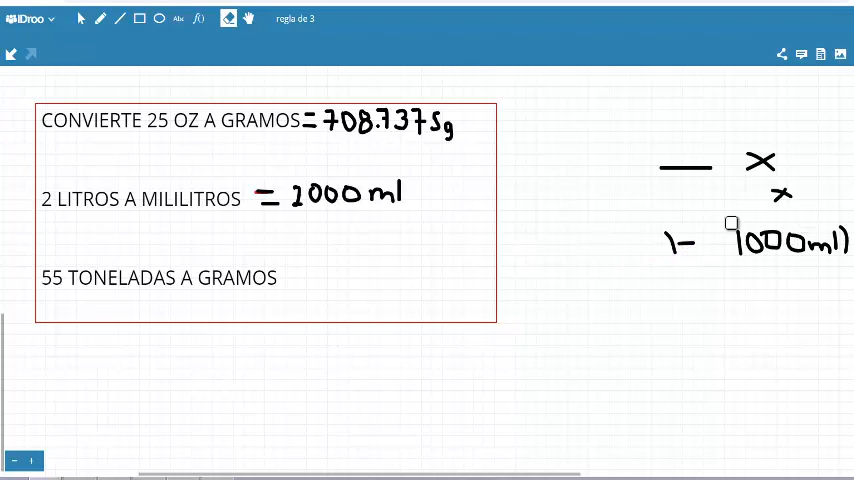 IDroo
Abc f() regla de 3
CONVIERTE 25 OZ A GRAMOS = 708.7375g
2 LITROS A MILILITROS = 2000 ml
55 TONELADAS A GRAMOS
— x
x
1000ml)